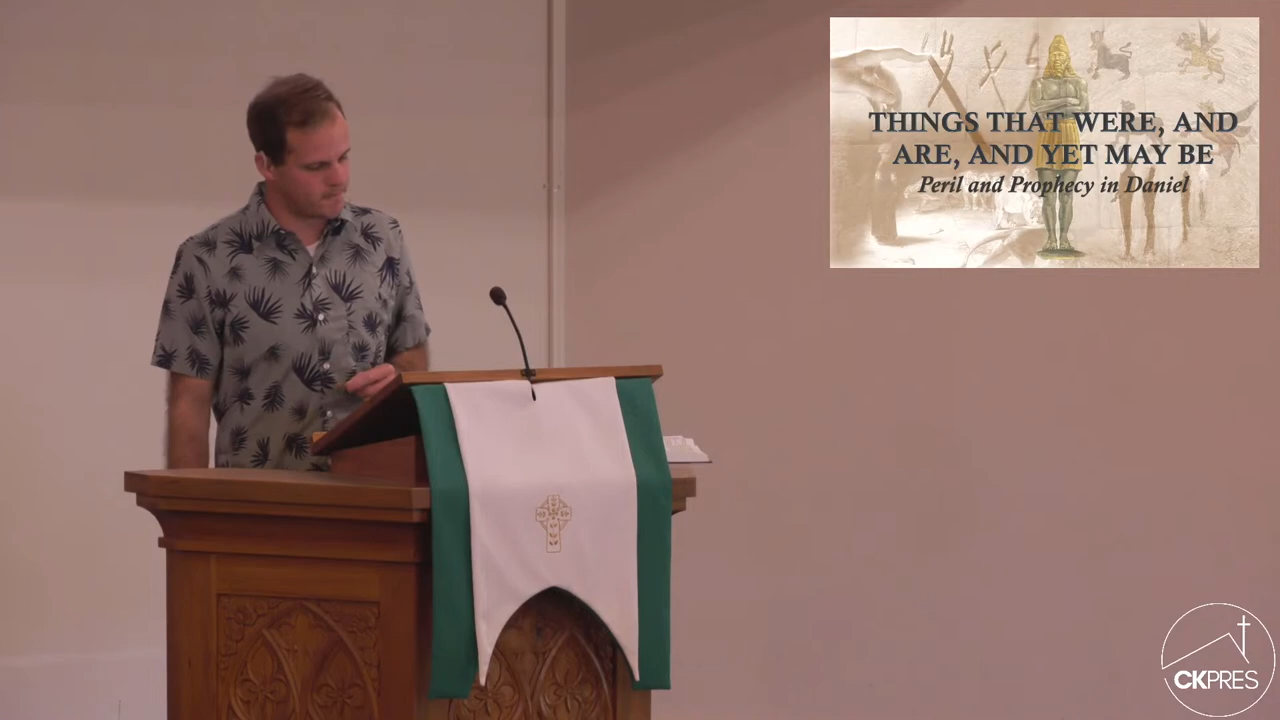 THINGS THAT WERE, AND
ARE, AND YET MAY BE
Peril and Prophecy in Daniel
CKPRES